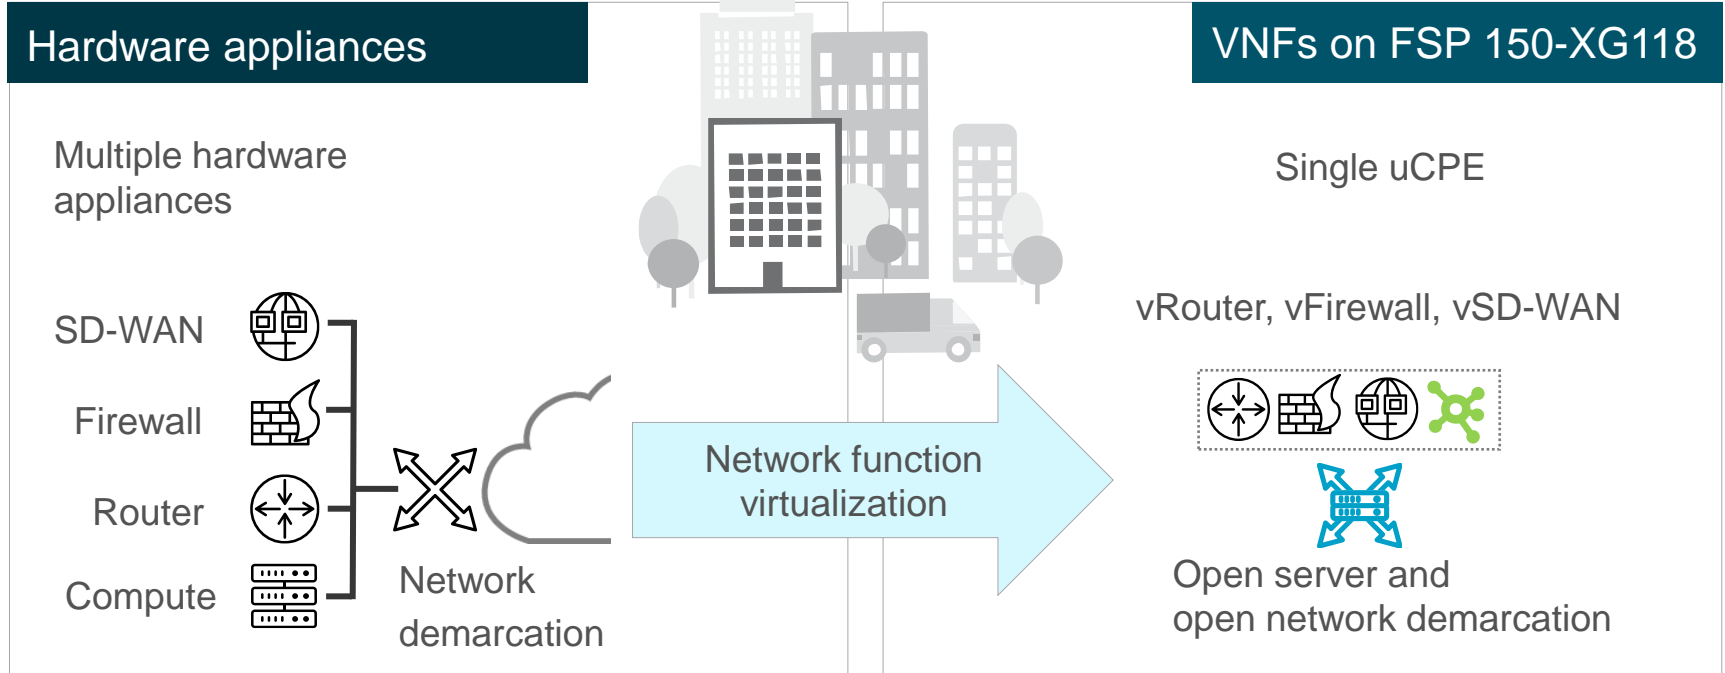 Hardware appliances
VNFs on FSP 150-XG118
Multiple hardware
appliances
Single uCPE
SD-WAN
Firewall
Router
Compute
Network
demarcation
Network function
virtualization
vRouter, vFirewall, vSD-WAN
Open server and
open network demarcation